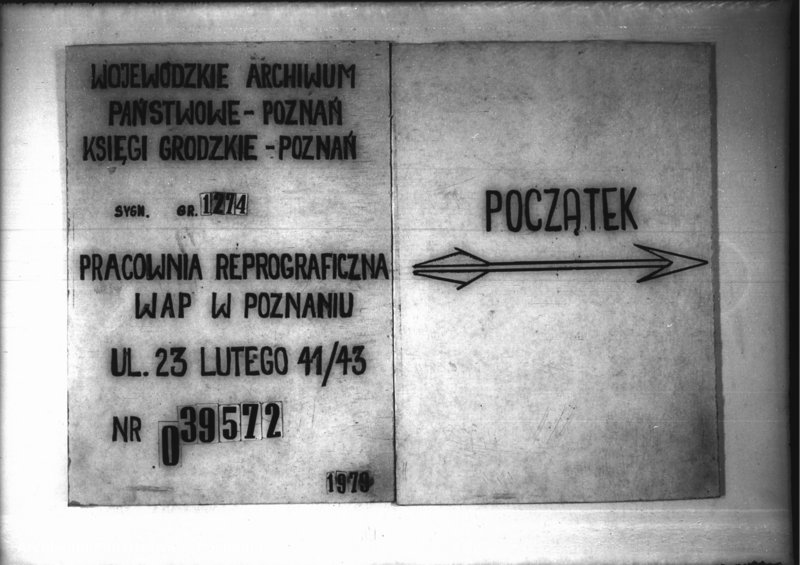 WOJEWÓDZKIE ARCHIWUM
PAŃSTWOWE - POZNAŃ
KSIĘGI GRODZKIE - POZNAŃ
SYGN. GR. 1274
PRACOWNIA REPROGRAFICZNA
WAP W POZNANIU
UL. 23 LUTEGO 41/43
NR 039572
1979
POCZĄTEK